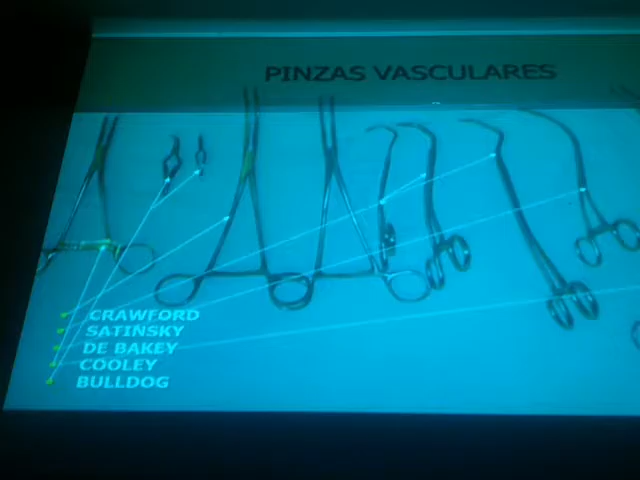 PINZAS VASCULARES
CRAWFORD
SATINSKY
DE BAKEY
COOLEY
BULLDOG